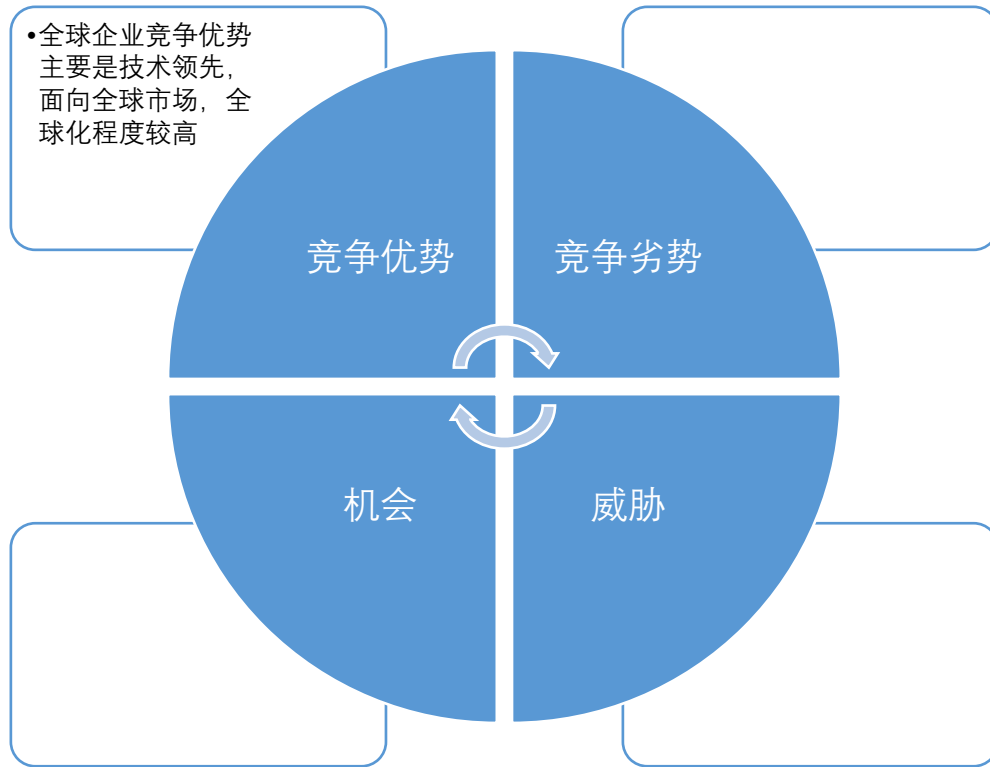 •全球企业竞争优势
主要是技术领先，
面向全球市场，全
球化程度较高
竞争优势
竞争劣势
机会
威胁